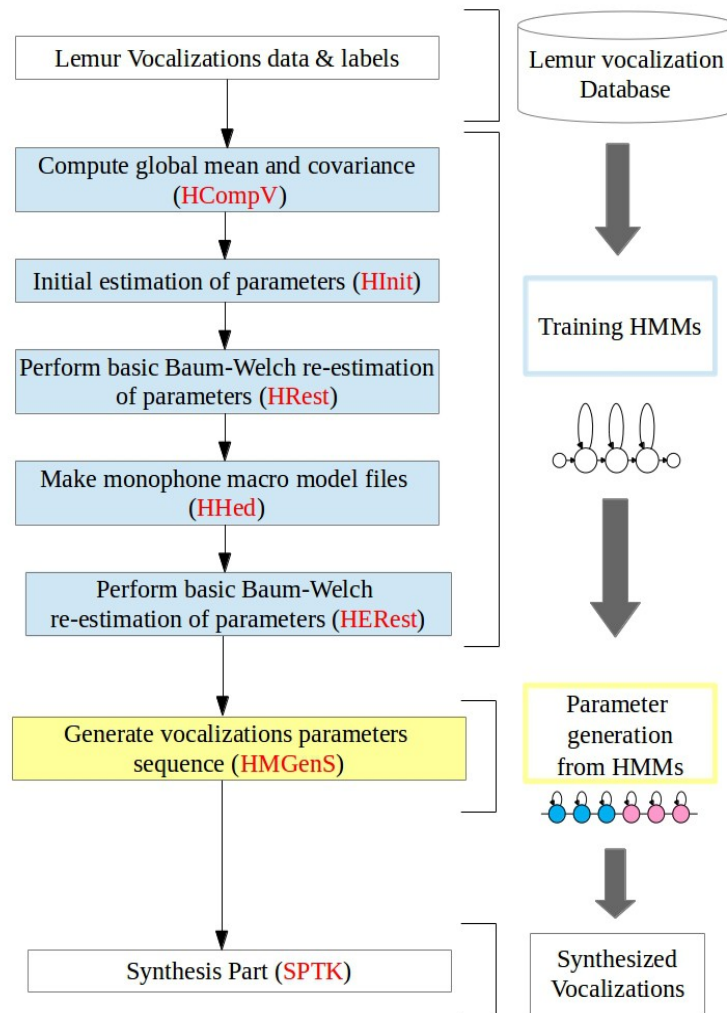 Lemur Vocalizations data & labels
Compute global mean and covariance
(HCompV)
Initial estimation of parameters (HInit)
Perform basic Baum-Welch re-estimation
of parameters (HRest)
Make monophone macro model files
(HHed)
Perform basic Baum-Welch
re-estimation of parameters (HERest)
Generate vocalizations parameters
sequence (HMGenS)
Synthesis Part (SPTK)
Lemur vocalization
Database
Training HMMs
Parameter
generation
from HMMs
Synthesized
Vocalizations